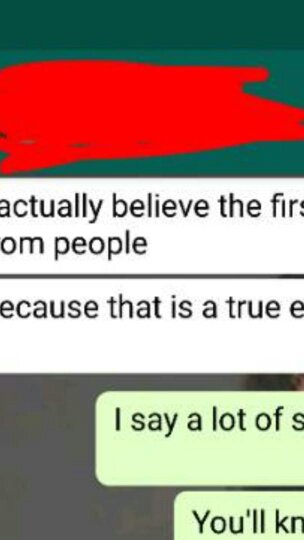 actually believe the firs
om people
ecause that is a true e
I say a lot of s
You'll kn